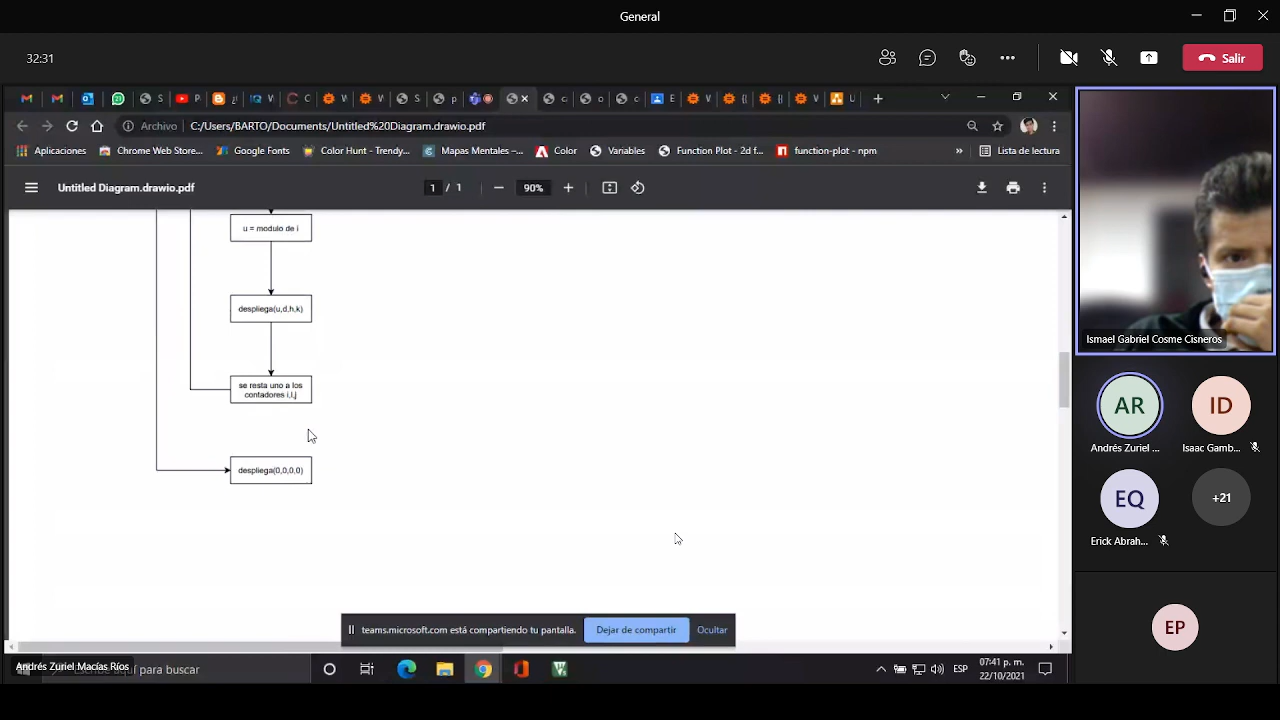 General
32:31
Salir
S
P
W
C
W
W
S
p
c
o
c
E
W
U
Archivo
C:/Users/BARTO/Documents/Untitled%20Diagram.drawio.pdf
Aplicaciones
Chrome Web Store...
Google Fonts
Color Hunt - Trendy...
Mapas Mentales –...
Color
Variables
Function Plot - 2d f...
function-plot - npm
»
Lista de lectura
Untitled Diagram.drawio.pdf
1 / 1
90%
u = modulo de i
despliega(u,d,h,k)
se resta uno a los
contadores i,l,j
despliega(0,0,0,0)
teams.microsoft.com está compartiendo tu pantalla.
Dejar de compartir
Ocultar
Andrés Zuriel Macías Ríos
aquí para buscar
ESP
07:41 p. m.
22/10/2021
Ismael Gabriel Cosme Cisneros
AR
Andrés Zuriel ...
ID
Isaac Gamb...
EQ
Erick Abrah...
+21
EP